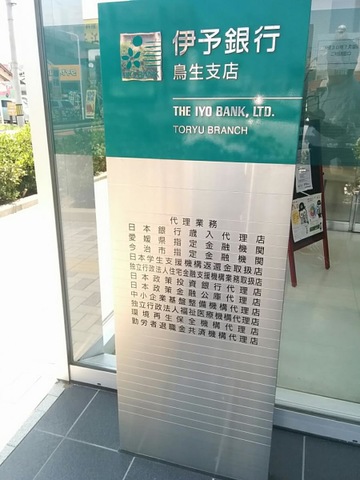 伊予銀行
鳥生支店
THE IYO BANK, LTD.
TORYU BRANCH
代理業務
日本銀行歳入代理店
愛媛県指定金融機関
今治市指定金融機関
日本学生支援機構返還金取扱店
独立行政法人住宅金融支援機構業務取扱店
日本政策投資銀行代理店
日本政策金融公庫代理店
中小企業基盤整備機構代理店
独立行政法人福祉医療機構代理店
環境再生保全機構代理店
勤労者退職金共済機構代理店